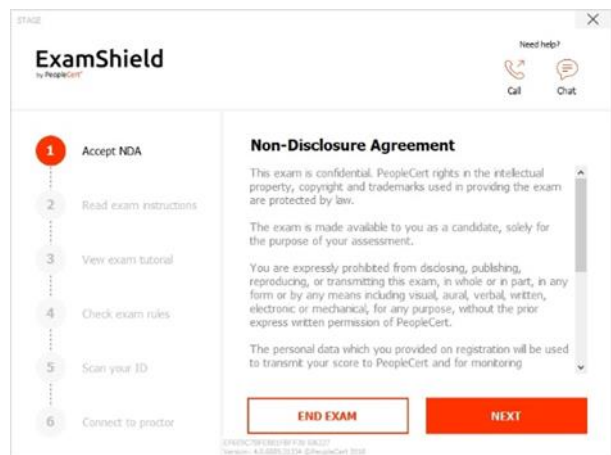 STAGE
Need help?
ExamShield
by PeopleCert
Call
Chat
1 Accept NDA
2 Read exam instructions
3 View exam tutorial
4 Check exam rules
5 Scan your ID
6 Connect to proctor
Non-Disclosure Agreement
This exam is confidential. PeopleCert rights in the intellectual
property, copyright and trademarks used in providing the exam
are protected by law.
The exam is made available to you as a candidate, solely for
the purpose of your assessment.
You are expressly prohibited from disclosing, publishing,
reproducing, or transmitting this exam, in whole or in part, in any
form or by any means including visual, aural, verbal, written,
electronic or mechanical, for any purpose, without the prior
express written permission of PeopleCert.
The personal data which you provided on registration will be used
to transmit your score to PeopleCert and for monitoring
END EXAM
NEXT
©PeopleCert 2018